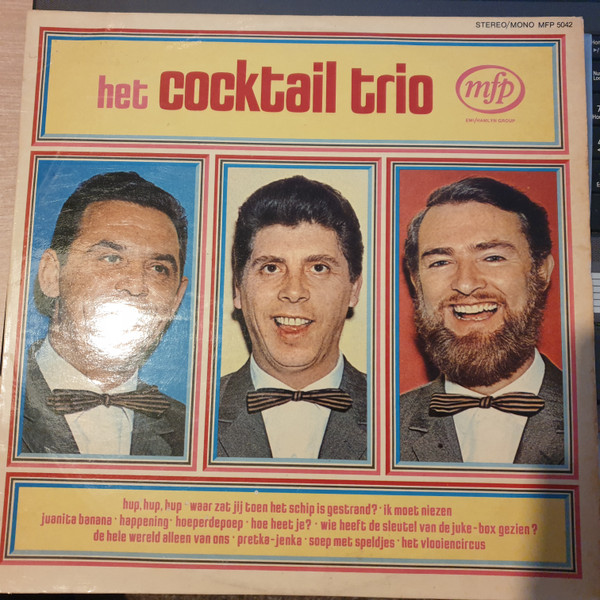 STEREO/MONO MFP 5042
het cocktail trio
mfp
hup, hup, hup · waar zat jij toen het schip is gestrand? · ik moet niezen
juanita banana · happening · hoeperdepoep · hoe heet je? · wie heeft de sleutel van de juke-box gezien?
de hele wereld alleen van ons · pretka-jenka · soep met speldjes · het vlooiencircus